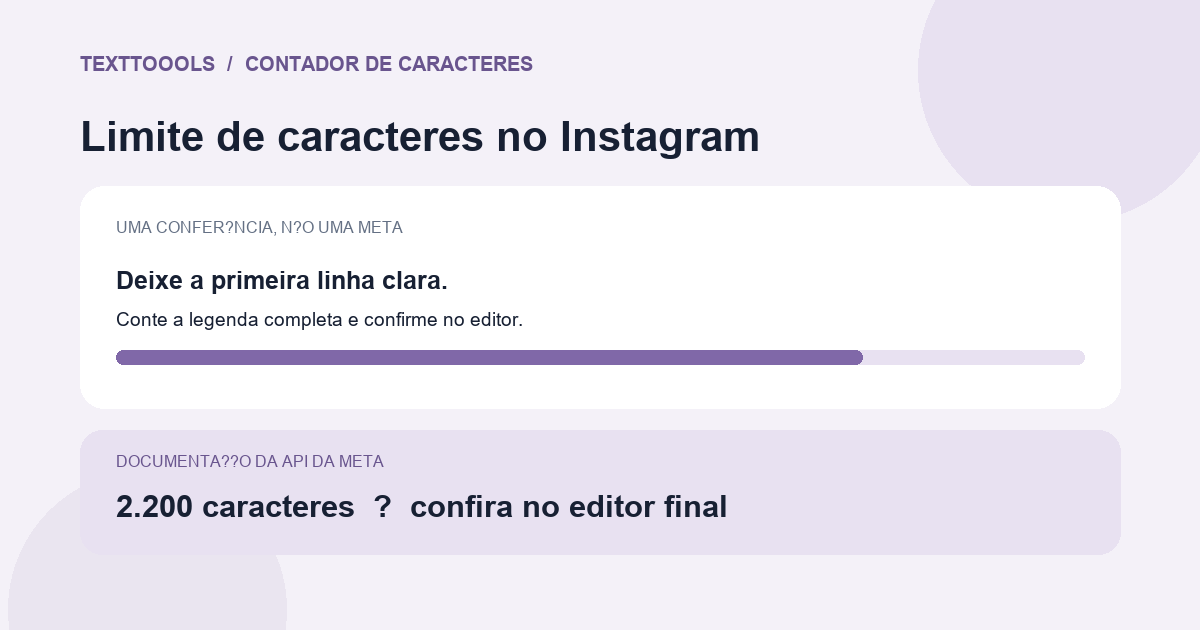 TEXTTOOOLS / CONTADOR DE CARACTERES
Limite de caracteres no Instagram
UMA CONFER?NCIA, N?O UMA META
Deixe a primeira linha clara.
Conte a legenda completa e confirme no editor.
DOCUMENTA??O DA API DA META
2.200 caracteres ? confira no editor final